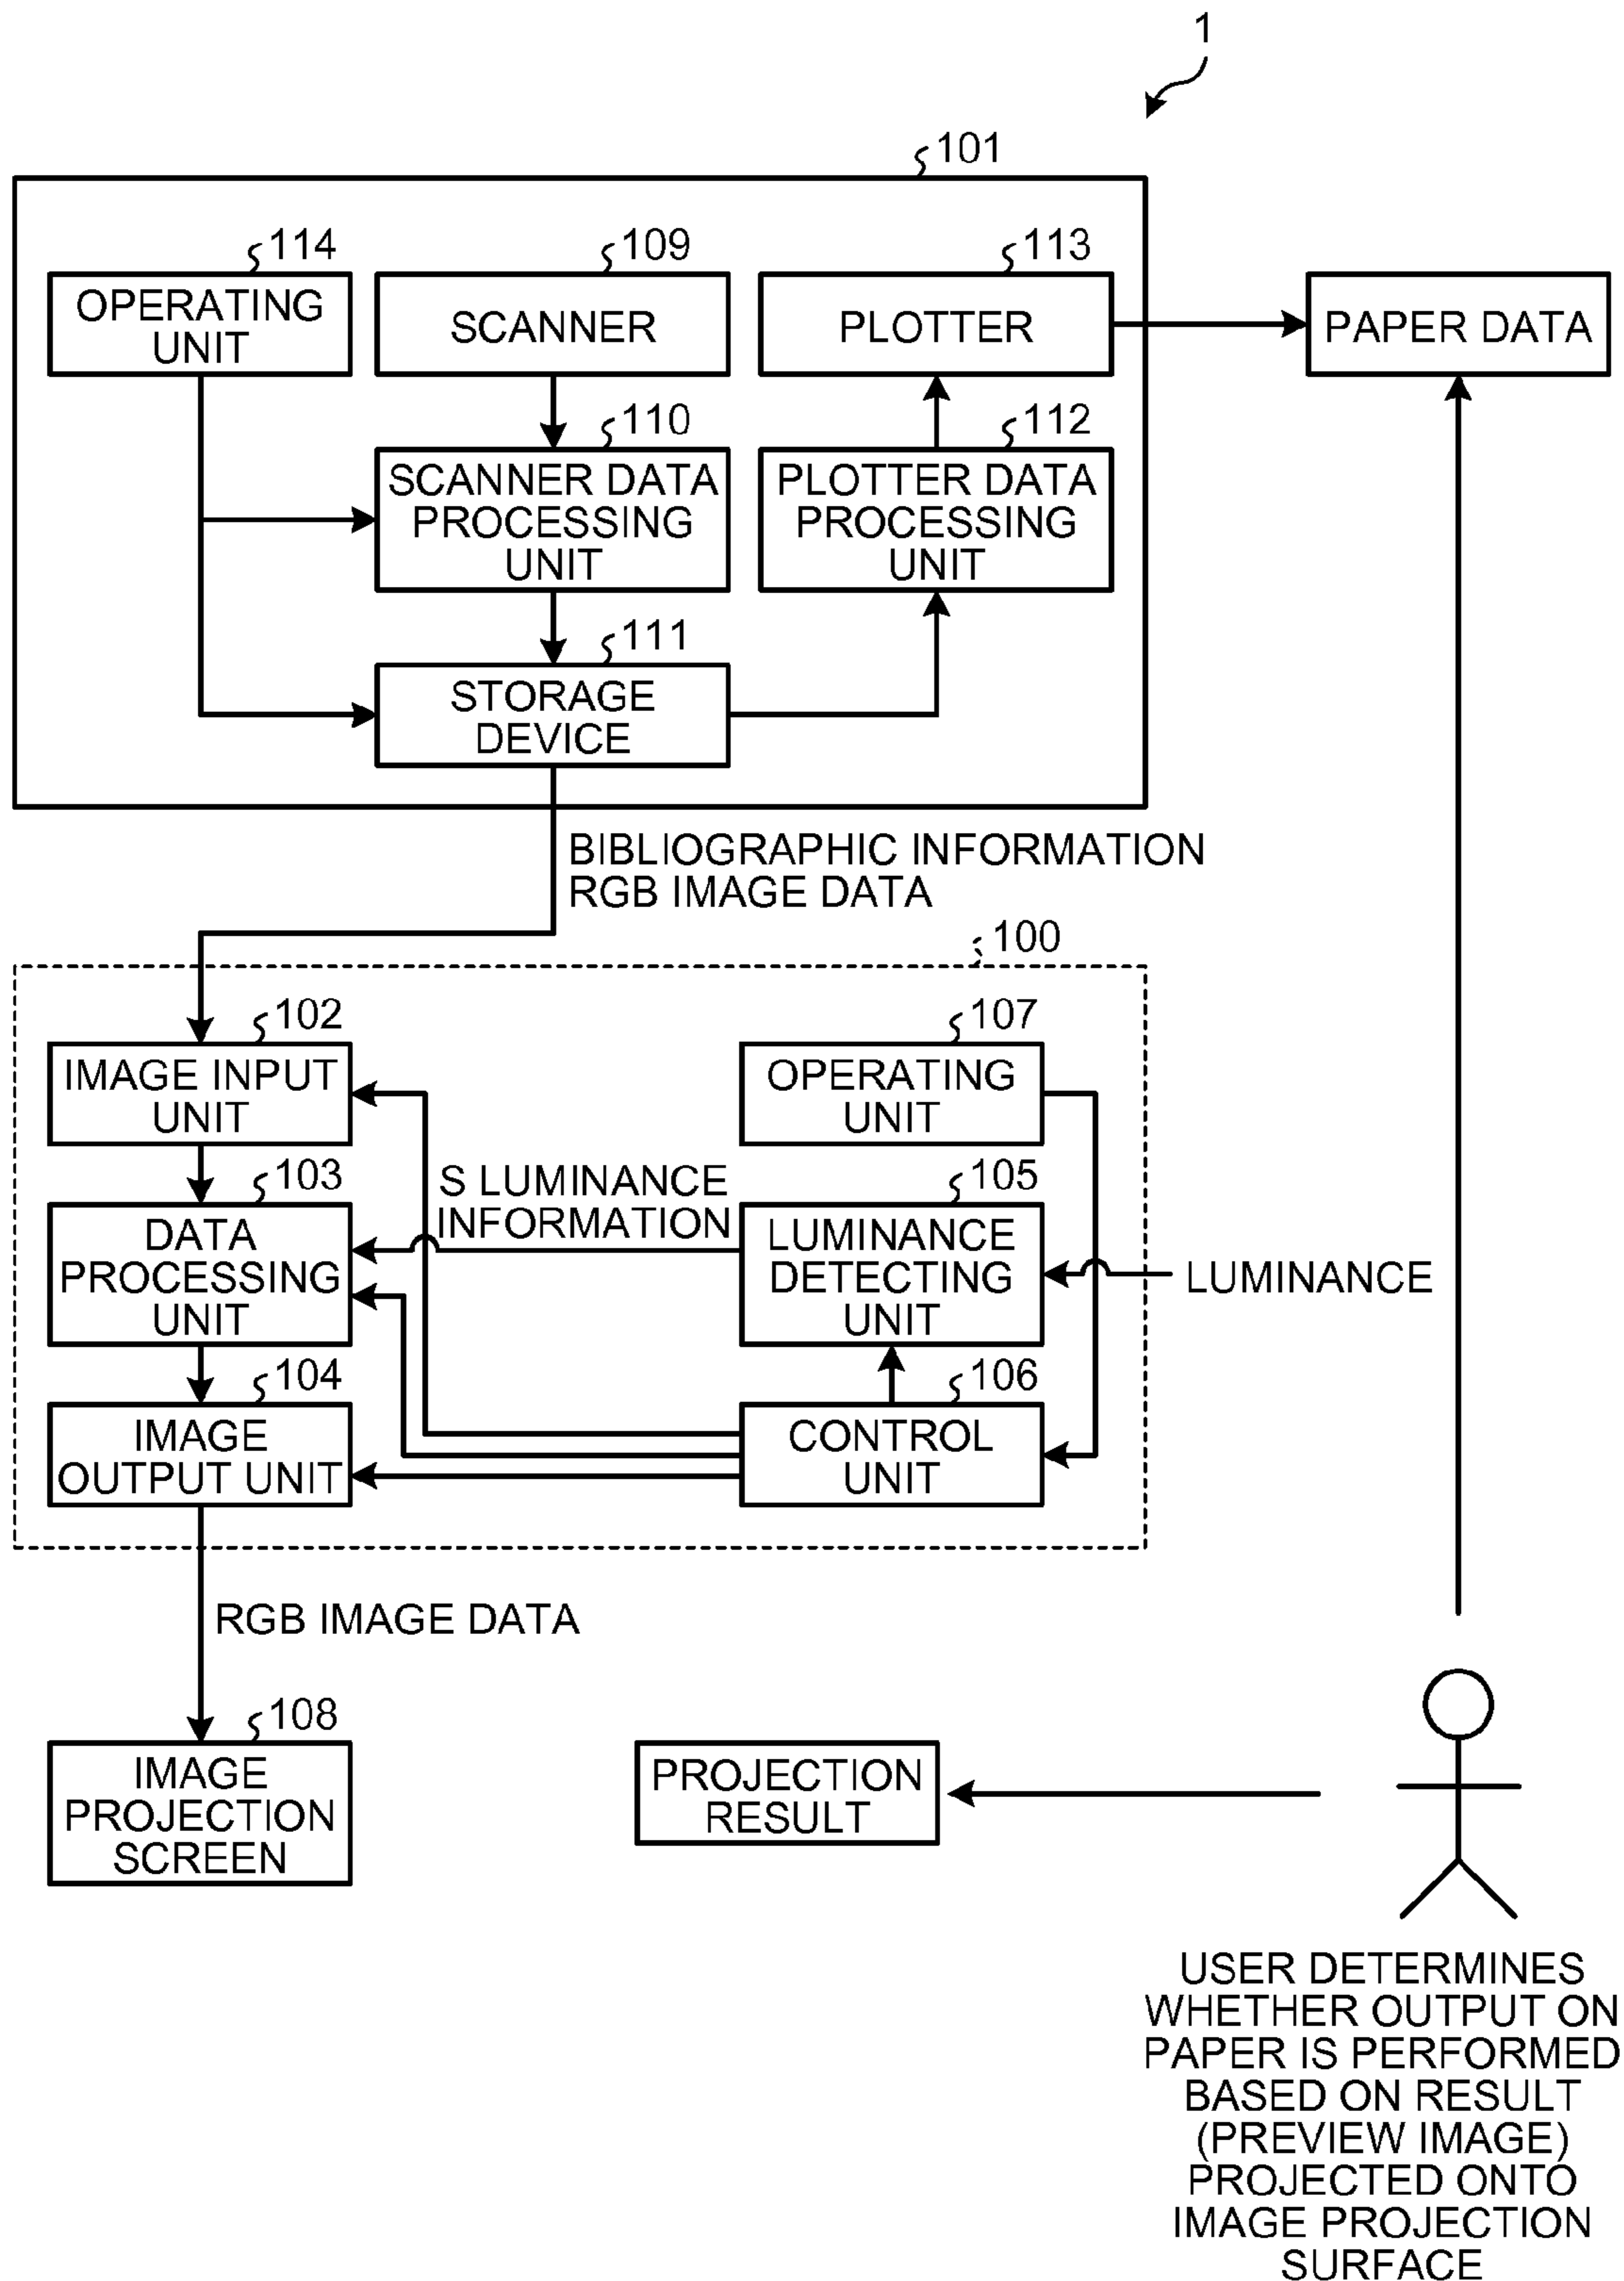 1
101
114
OPERATING
UNIT
109
SCANNER
113
PLOTTER
PAPER DATA
110
SCANNER DATA
PROCESSING
UNIT
112
PLOTTER DATA
PROCESSING
UNIT
111
STORAGE
DEVICE
BIBLIOGRAPHIC INFORMATION
RGB IMAGE DATA
100
102
IMAGE INPUT
UNIT
107
OPERATING
UNIT
103
DATA
PROCESSING
UNIT
S LUMINANCE
INFORMATION
105
LUMINANCE
DETECTING
UNIT
LUMINANCE
104
IMAGE
OUTPUT UNIT
106
CONTROL
UNIT
RGB IMAGE DATA
108
IMAGE
PROJECTION
SCREEN
PROJECTION
RESULT
USER DETERMINES
WHETHER OUTPUT ON
PAPER IS PERFORMED
BASED ON RESULT
(PREVIEW IMAGE)
PROJECTED ONTO
IMAGE PROJECTION
SURFACE